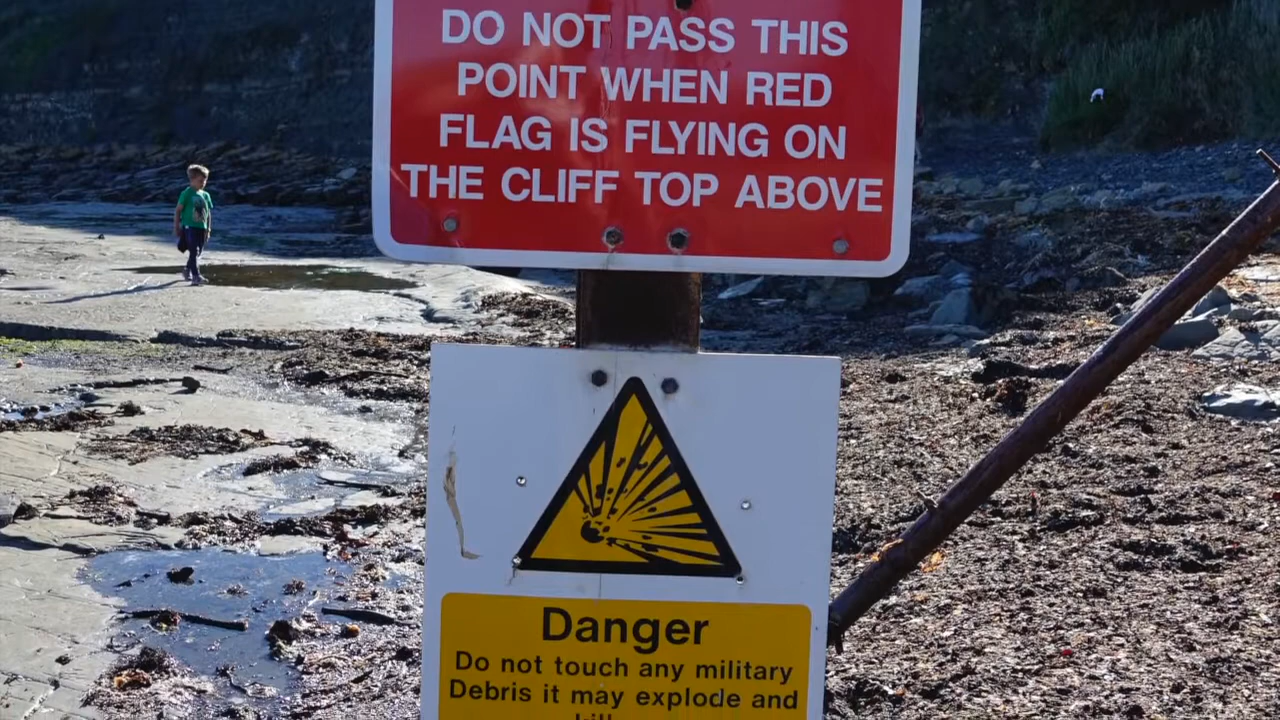 DO NOT PASS THIS
POINT WHEN RED
FLAG IS FLYING ON
THE CLIFF TOP ABOVE
Danger
Do not touch any military
Debris it may explode and